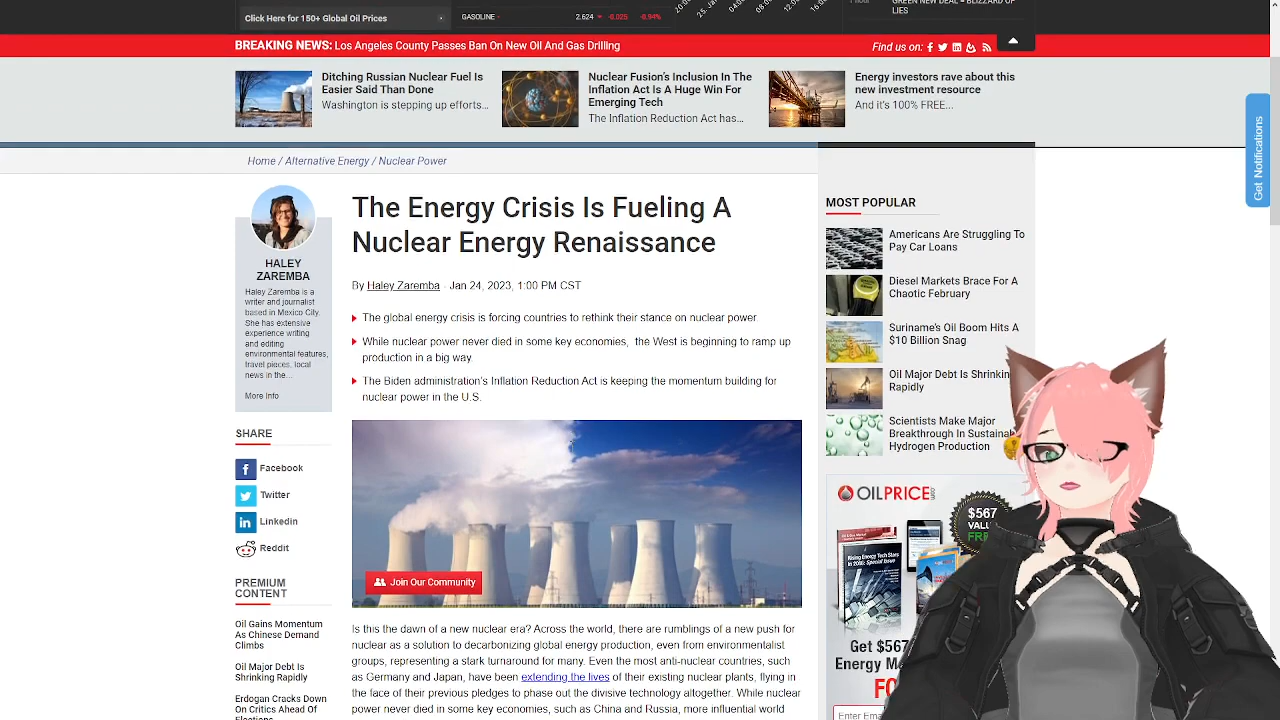 GREEN NEW DEAL = BLIZZARD OF
LIES
Click Here for 150+ Global Oil Prices
GASOLINE
2.624
-0.025
-0.94%
BREAKING NEWS: Los Angeles County Passes Ban On New Oil And Gas Drilling
Find us on:
Ditching Russian Nuclear Fuel Is
Easier Said Than Done
Washington is stepping up efforts...
Nuclear Fusion's Inclusion In The
Inflation Act Is A Huge Win For
Emerging Tech
The Inflation Reduction Act has...
Energy investors rave about this
new investment resource
And it's 100% FREE...
Get Notifications
Home / Alternative Energy / Nuclear Power
HALEY
ZAREMBA
Haley Zaremba is a
writer and journalist
based in Mexico City.
She has extensive
experience writing
and editing
environmental features,
travel pieces, local
news in the...
More Info
SHARE
Facebook
Twitter
Linkedin
Reddit
PREMIUM
CONTENT
Oil Gains Momentum
As Chinese Demand
Climbs
Oil Major Debt Is
Shrinking Rapidly
Erdogan Cracks Down
On Critics Ahead Of
Elections
The Energy Crisis Is Fueling A
Nuclear Energy Renaissance
By Haley Zaremba - Jan 24, 2023, 1:00 PM CST
The global energy crisis is forcing countries to rethink their stance on nuclear power.
While nuclear power never died in some key economies, the West is beginning to ramp up
production in a big way.
The Biden administration's Inflation Reduction Act is keeping the momentum building for
nuclear power in the U.S.
Join Our Community
Is this the dawn of a new nuclear era? Across the world, there are rumblings of a new push for
nuclear as a solution to decarbonizing global energy production, even from environmentalist
groups, representing a stark turnaround for many. Even the most anti-nuclear countries, such
as Germany and Japan, have been extending the lives of their existing nuclear plants, flying in
the face of their previous pledges to phase out the divisive technology altogether. While nuclear
power never died in some key economies, such as China and Russia, more influential world
MOST POPULAR
Americans Are Struggling To
Pay Car Loans
Diesel Markets Brace For A
Chaotic February
Suriname's Oil Boom Hits A
$10 Billion Snag
Oil Major Debt Is Shrinking
Rapidly
Scientists Make Major
Breakthrough In Sustainab
Hydrogen Production
OILPRICE.com
$567
VALU
FRE
Get $567
Energy Ma
FO
Enter Ema